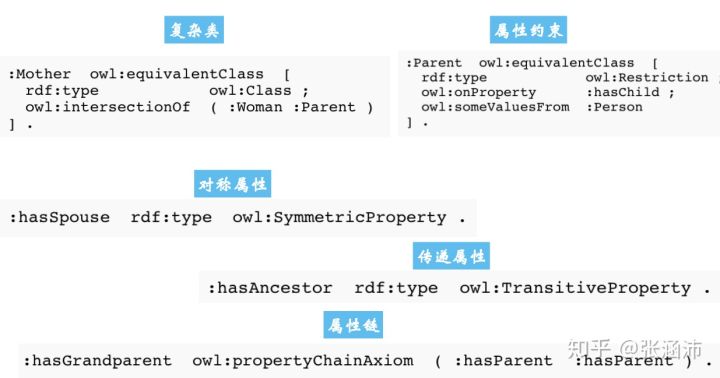 复杂类
:Mother owl:equivalentClass [
rdf:type owl:Class ;
owl:intersectionOf ( :Woman :Parent )
] .
属性约束
:Parent owl:equivalentClass [
rdf:type owl:Restriction ;
owl:onProperty :hasChild ;
owl:someValuesFrom :Person
] .
对称属性
:hasSpouse rdf:type owl:SymmetricProperty .
传递属性
:hasAncestor rdf:type owl:TransitiveProperty .
属性链
:hasGrandparent owl:propertyChainAxiom ( :hasParent :hasParent ) .
知乎 @张涵沛